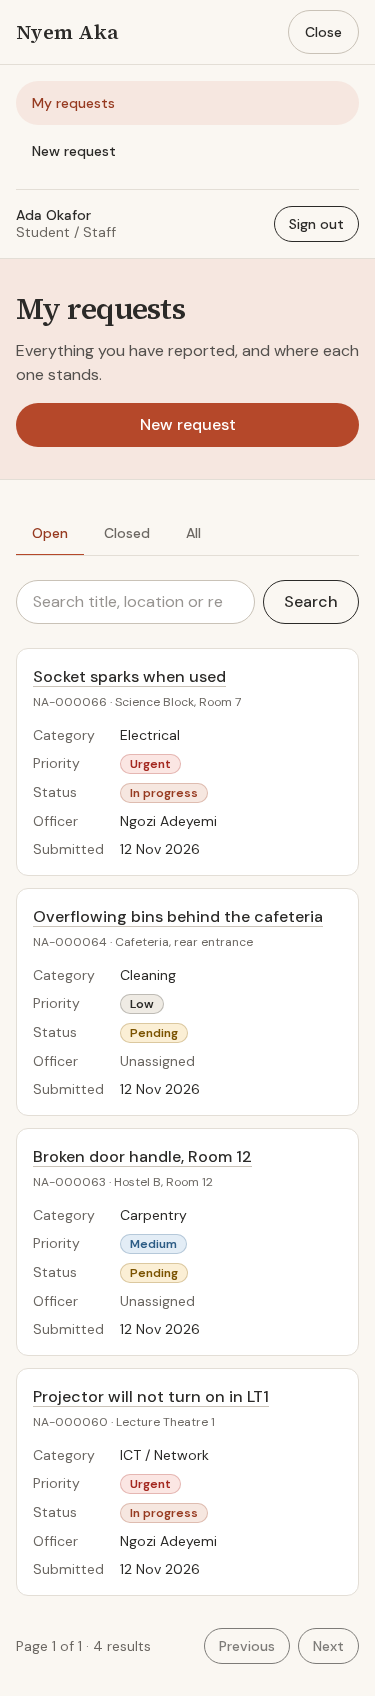 Nyem Aka
Close
My requests
New request
Ada Okafor
Student / Staff
Sign out
My requests
Everything you have reported, and where each
one stands.
New request
Open Closed All
Search title, location or re
Search
Socket sparks when used
NA-000066 · Science Block, Room 7
Category Electrical
Priority Urgent
Status In progress
Officer Ngozi Adeyemi
Submitted 12 Nov 2026
Overflowing bins behind the cafeteria
NA-000064 · Cafeteria, rear entrance
Category Cleaning
Priority Low
Status Pending
Officer Unassigned
Submitted 12 Nov 2026
Broken door handle, Room 12
NA-000063 · Hostel B, Room 12
Category Carpentry
Priority Medium
Status Pending
Officer Unassigned
Submitted 12 Nov 2026
Projector will not turn on in LT1
NA-000060 · Lecture Theatre 1
Category ICT / Network
Priority Urgent
Status In progress
Officer Ngozi Adeyemi
Submitted 12 Nov 2026
Page 1 of 1 · 4 results
Previous
Next